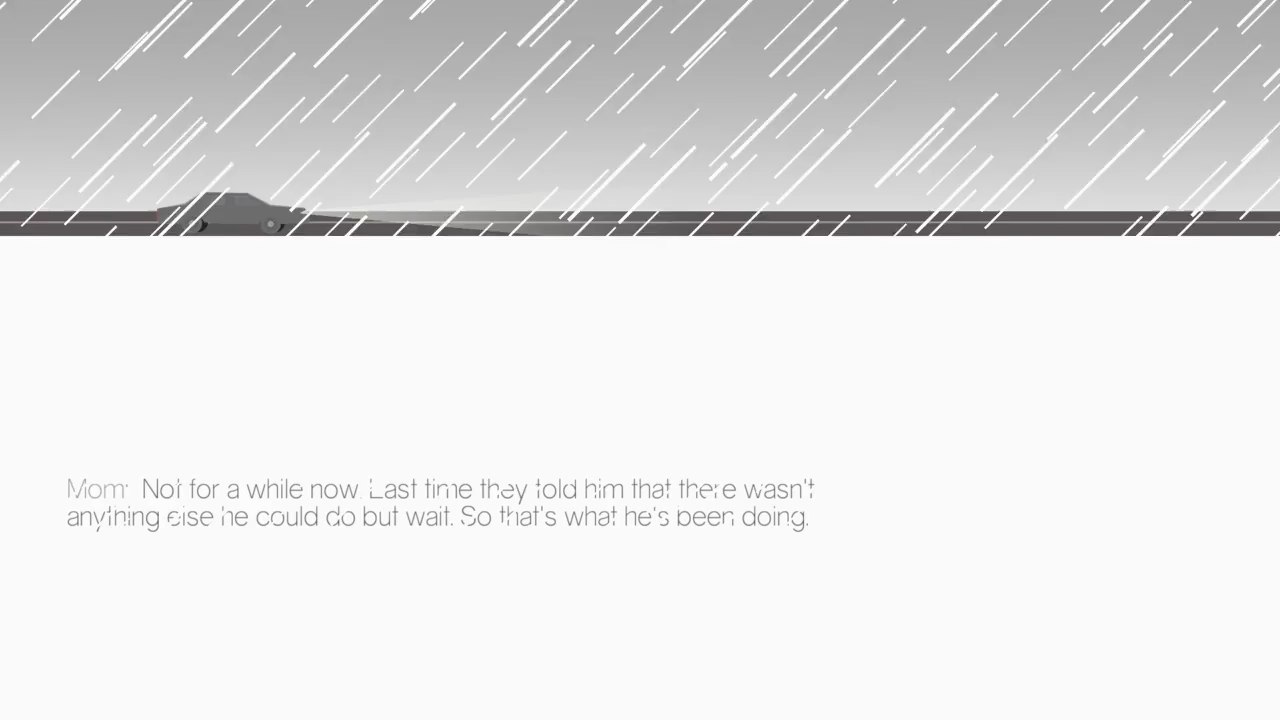 Mom: Not for a while now. Last time they told him that there wasn't
anything else he could do but wait. So that's what he's been doing.